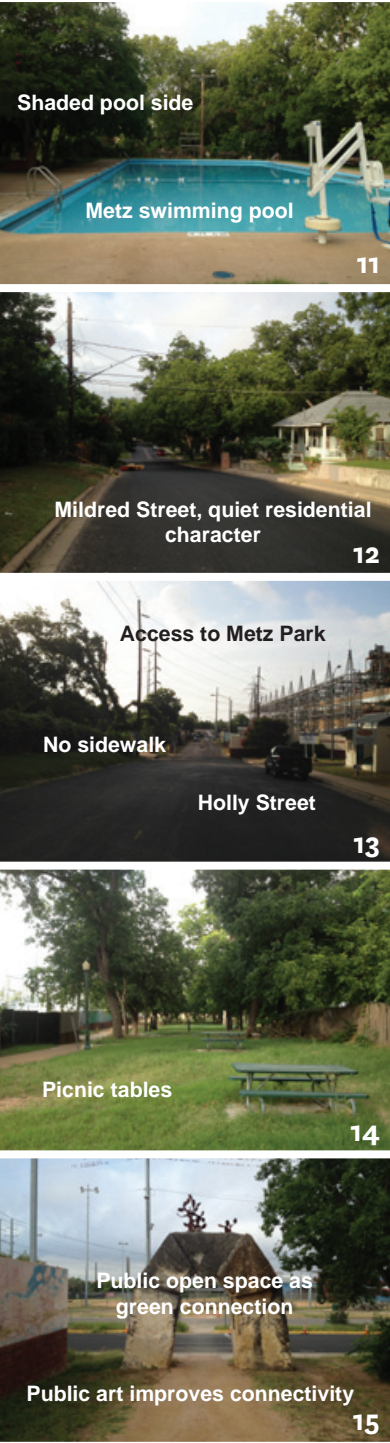 Shaded pool side
Metz swimming pool
11
Mildred Street, quiet residential
character
12
Access to Metz Park
No sidewalk
Holly Street
13
Picnic tables
14
Public open space as
green connection
Public art improves connectivity
15